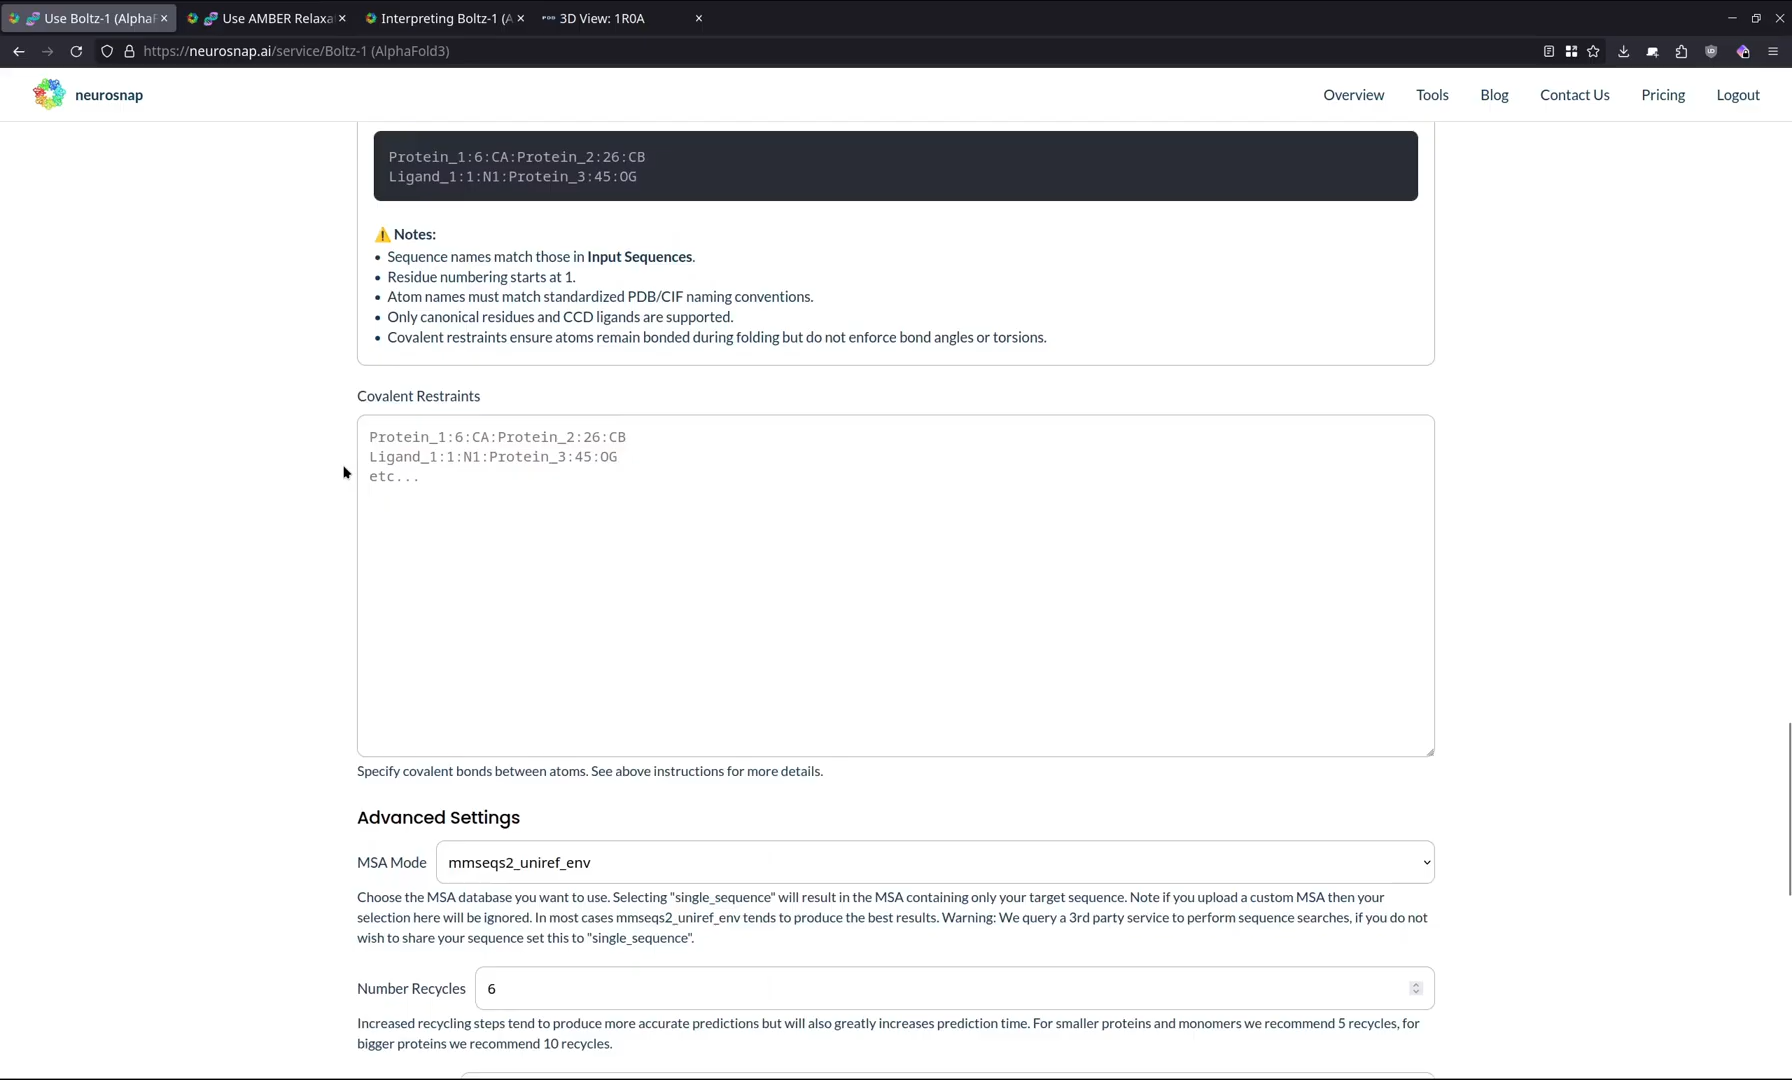 Use Boltz-1 (AlphaF
Use AMBER Relaxa
Interpreting Boltz-1 (A
3D View: 1R0A
https://neurosnap.ai/service/Boltz-1 (AlphaFold3)
neurosnap
Overview
Tools
Blog
Contact Us
Pricing
Logout
Protein_1:6:CA:Protein_2:26:CB
Ligand_1:1:N1:Protein_3:45:OG
⚠️ Notes:
• Sequence names match those in Input Sequences.
• Residue numbering starts at 1.
• Atom names must match standardized PDB/CIF naming conventions.
• Only canonical residues and CCD ligands are supported.
• Covalent restraints ensure atoms remain bonded during folding but do not enforce bond angles or torsions.
Covalent Restraints
Protein_1:6:CA:Protein_2:26:CB
Ligand_1:1:N1:Protein_3:45:OG
etc...
Specify covalent bonds between atoms. See above instructions for more details.
Advanced Settings
MSA Mode
mmseqs2_uniref_env
Choose the MSA database you want to use. Selecting "single_sequence" will result in the MSA containing only your target sequence. Note if you upload a custom MSA then your
selection here will be ignored. In most cases mmseqs2_uniref_env tends to produce the best results. Warning: We query a 3rd party service to perform sequence searches, if you do not
wish to share your sequence set this to "single_sequence".
Number Recycles
6
Increased recycling steps tend to produce more accurate predictions but will also greatly increases prediction time. For smaller proteins and monomers we recommend 5 recycles, for
bigger proteins we recommend 10 recycles.